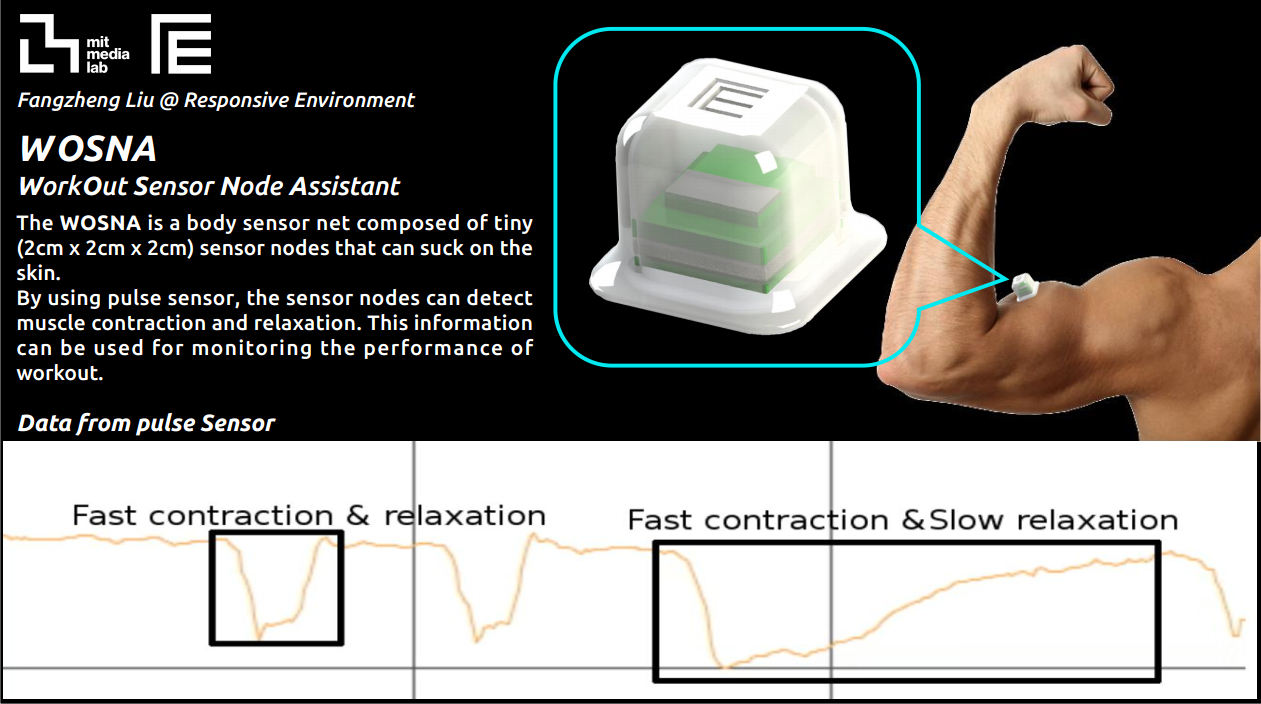 mit
media
lab
Fangzheng Liu @ Responsive Environment
WOSNA
WorkOut Sensor Node Assistant
The WOSNA is a body sensor net composed of tiny
(2cm x 2cm x 2cm) sensor nodes that can suck on the
skin.
By using pulse sensor, the sensor nodes can detect
muscle contraction and relaxation. This information
can be used for monitoring the performance of
workout.
Data from pulse Sensor
Fast contraction & relaxation
Fast contraction &Slow relaxation